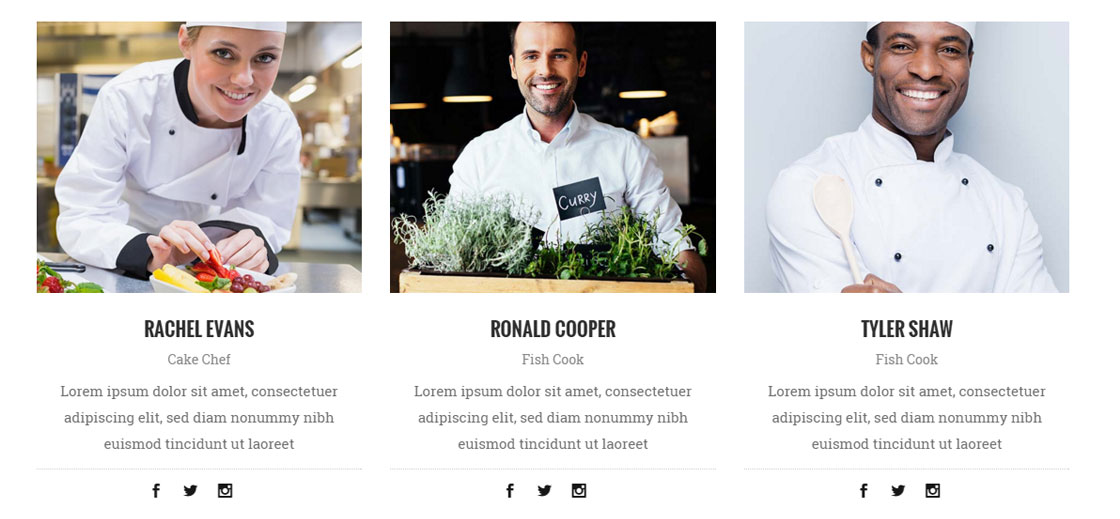 CURRY
RACHEL EVANS
Cake Chef
Lorem ipsum dolor sit amet, consectetuer
adipiscing elit, sed diam nonummy nibh
euismod tincidunt ut laoreet
RONALD COOPER
Fish Cook
Lorem ipsum dolor sit amet, consectetuer
adipiscing elit, sed diam nonummy nibh
euismod tincidunt ut laoreet
TYLER SHAW
Fish Cook
Lorem ipsum dolor sit amet, consectetuer
adipiscing elit, sed diam nonummy nibh
euismod tincidunt ut laoreet